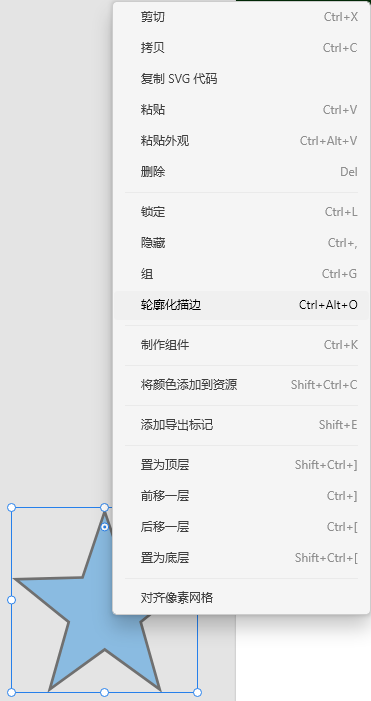 剪切 Ctrl+X
拷贝 Ctrl+C
复制 SVG 代码
粘贴 Ctrl+V
粘贴外观 Ctrl+Alt+V
删除 Del
锁定 Ctrl+L
隐藏 Ctrl+,
组 Ctrl+G
轮廓化描边 Ctrl+Alt+O
制作组件 Ctrl+K
将颜色添加到资源 Shift+Ctrl+C
添加导出标记 Shift+E
置为顶层 Shift+Ctrl+]
前移一层 Ctrl+]
后移一层 Ctrl+[
置为底层 Shift+Ctrl+[
对齐像素网格